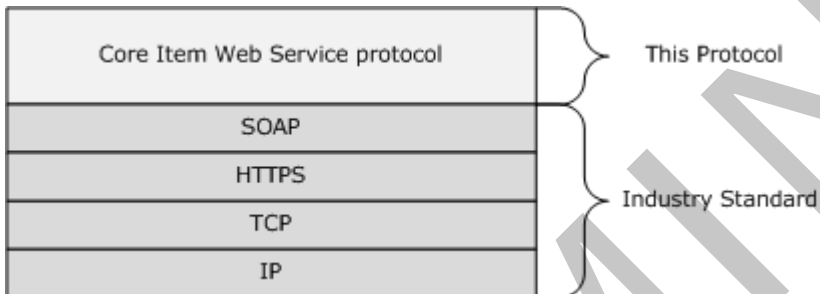 Core Item Web Service protocol
This Protocol
SOAP
HTTPS
Industry Standard
TCP
IP